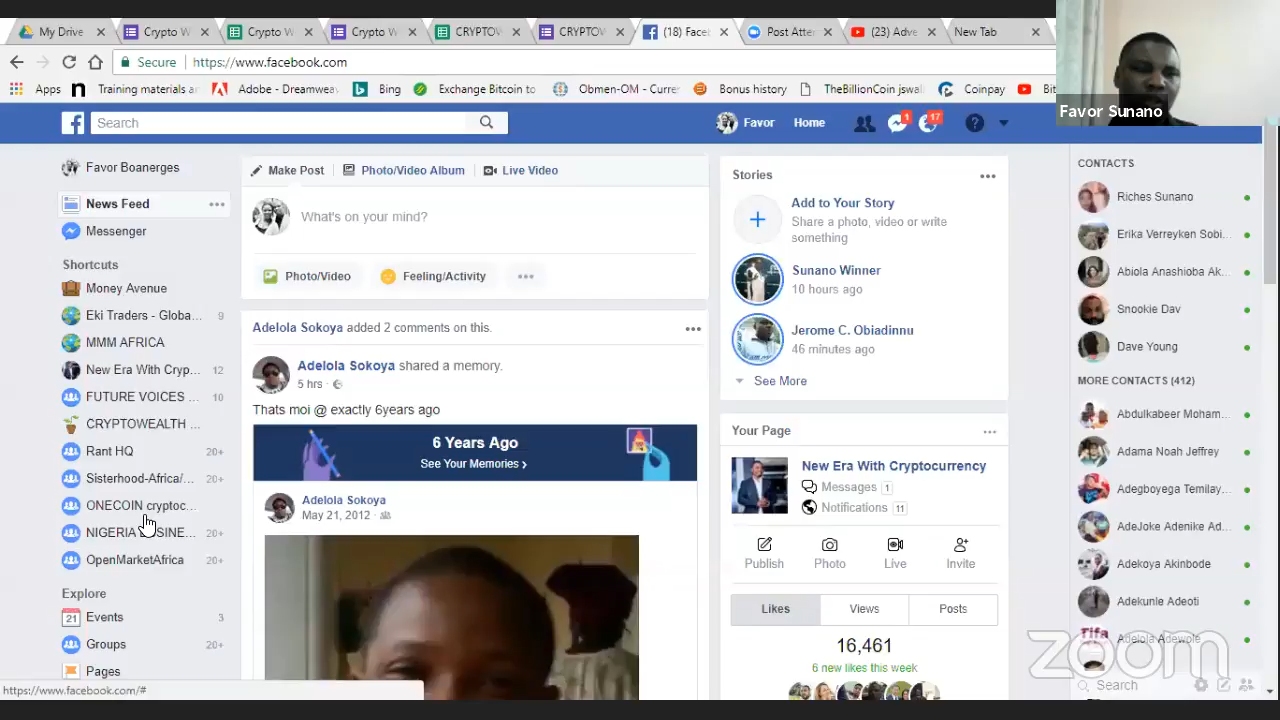 My Drive
Crypto W
Crypto W
Crypto W
CRYPTOW
CRYPTOW
(18) Face
Post Atten
(23) Adve
New Tab
Secure
https://www.facebook.com
Apps
Training materials a
Adobe - Dreamwea
Bing
Exchange Bitcoin to
Obmen-OM - Curre
Bonus history
TheBillionCoin jswall
Coinpay
Bit
Favor Sunano
Search
Favor
Home
1
17
Favor Boanerges
News Feed
Messenger
Shortcuts
Money Avenue
Eki Traders - Globa... 9
MMM AFRICA
New Era With Cryp... 12
FUTURE VOICES ... 10
CRYPTOWEALTH ...
Rant HQ 20+
Sisterhood-Africa/... 20+
ONECOIN cryptoc...
NIGERIA 20+
OpenMarketAfrica 20+
Explore
21 Events 3
Groups 20+
Pages
https://www.facebook.com/#
Make Post
Photo/Video Album
Live Video
What's on your mind?
Photo/Video
Feeling/Activity
Adelola Sokoya added 2 comments on this.
Adelola Sokoya shared a memory.
5 hrs ·
Thats moi @ exactly 6years ago
6 Years Ago
See Your Memories ›
Adelola Sokoya
May 21, 2012 ·
Stories
Add to Your Story
Share a photo, video or write
something
Sunano Winner
10 hours ago
Jerome C. Obiadinnu
46 minutes ago
See More
Your Page
New Era With Cryptocurrency
Messages 1
Notifications 11
Publish
Photo
Live
Invite
Likes
Views
Posts
16,461
6 new likes this week
CONTACTS
Riches Sunano
Erika Verreyken Sobi...
Abiola Anashioba Ak...
Snookie Dav
Dave Young
MORE CONTACTS (412)
Abdulkabeer Moham...
Adama Noah Jeffrey
Adegboyega Temilay...
AdeJoke Adenike Ad...
Adekoya Akinbode
Adekunle Adeoti
Adelola Adewole
Search
zoom